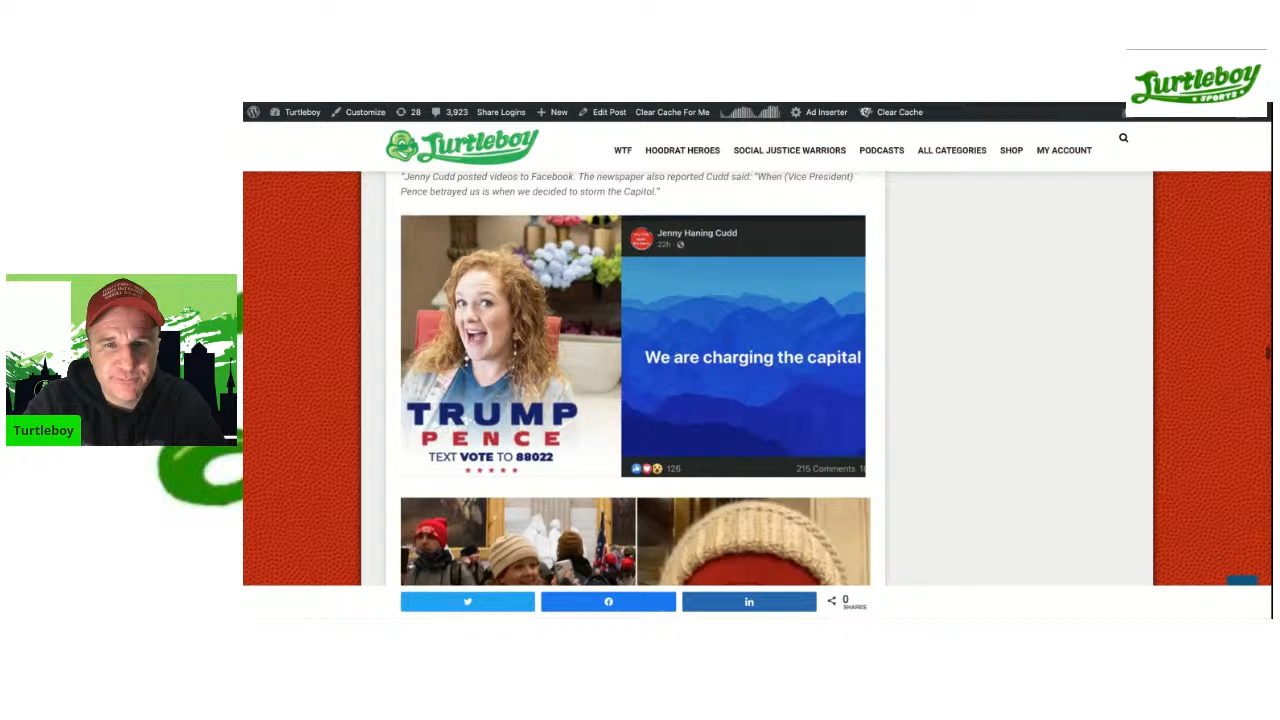 Turtleboy
SPORTS
Turtleboy Customize 28 3,923 Share Logins New Edit Post Clear Cache For Me Ad Inserter Clear Cache
Turtleboy
WTF HOODRAT HEROES SOCIAL JUSTICE WARRIORS PODCASTS ALL CATEGORIES SHOP MY ACCOUNT
"Jenny Cudd posted videos to Facebook. The newspaper also reported Cudd said: "When (Vice President)
Pence betrayed us is when we decided to storm the Capitol."
Jenny Haning Cudd
22h
We are charging the capital
TRUMP
PENCE
TEXT VOTE TO 88022
126 215 Comments
Turtleboy
0
SHARES